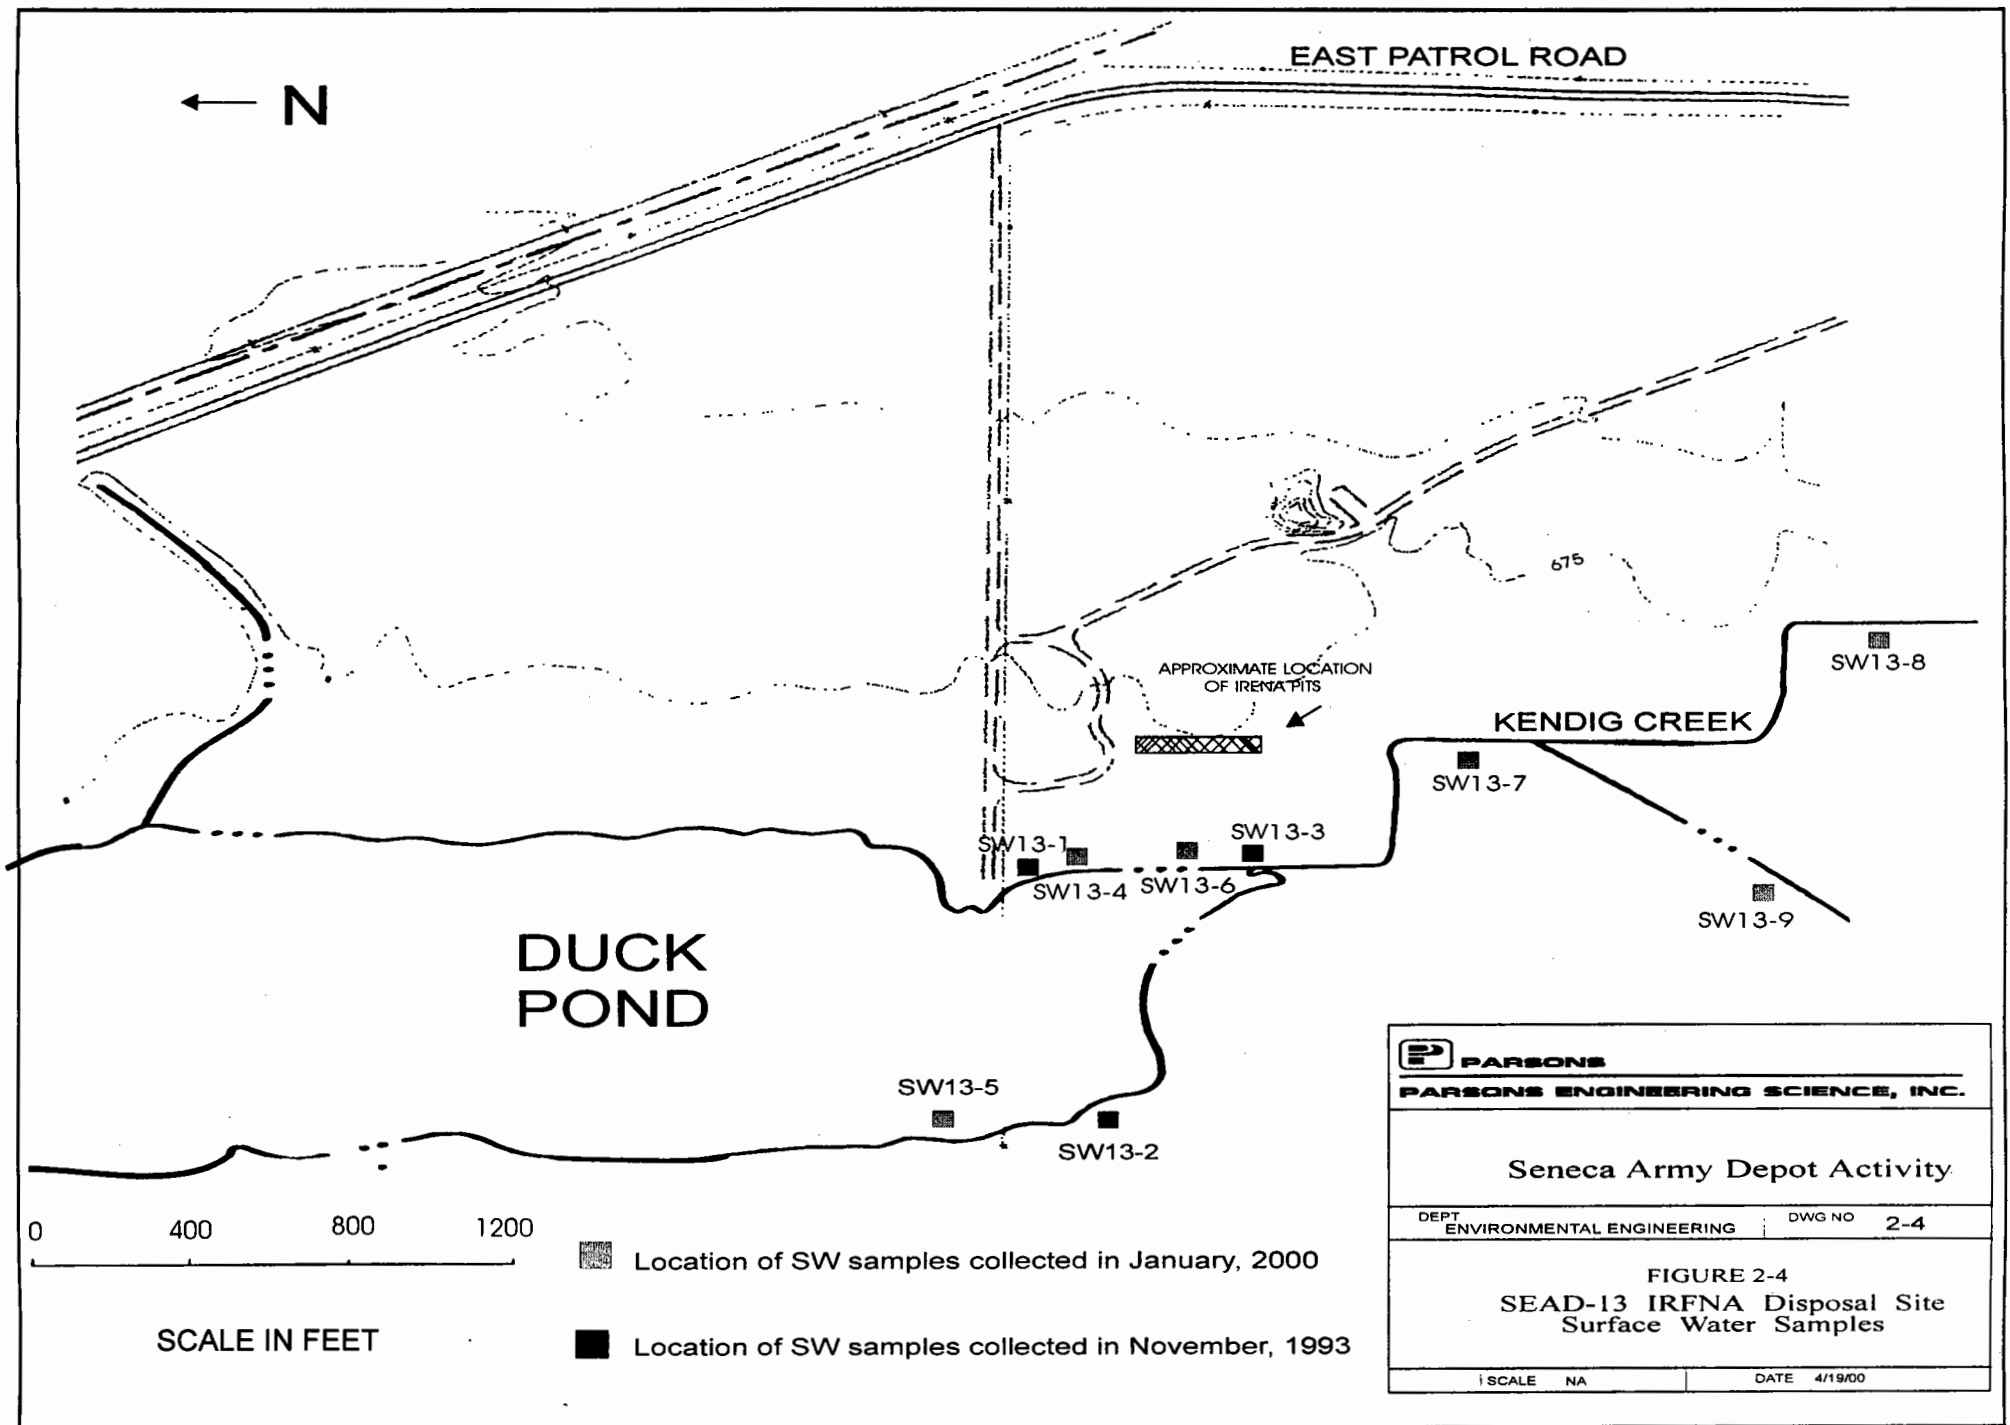 EAST PATROL ROAD
N
675
APPROXIMATE LOCATION
OF IRENA PITS
SW13-8
KENDIG CREEK
SW13-7
SW13-3
SW13-1
SW13-4
SW13-6
SW13-9
DUCK
POND
SW13-5
SW13-2
0 400 800 1200
SCALE IN FEET
Location of SW samples collected in January, 2000
Location of SW samples collected in November, 1993
PARSONS
PARSONS ENGINEERING SCIENCE, INC.
Seneca Army Depot Activity
DEPT ENVIRONMENTAL ENGINEERING DWG NO 2-4
FIGURE 2-4
SEAD-13 IRFNA Disposal Site
Surface Water Samples
SCALE NA DATE 4/19/00